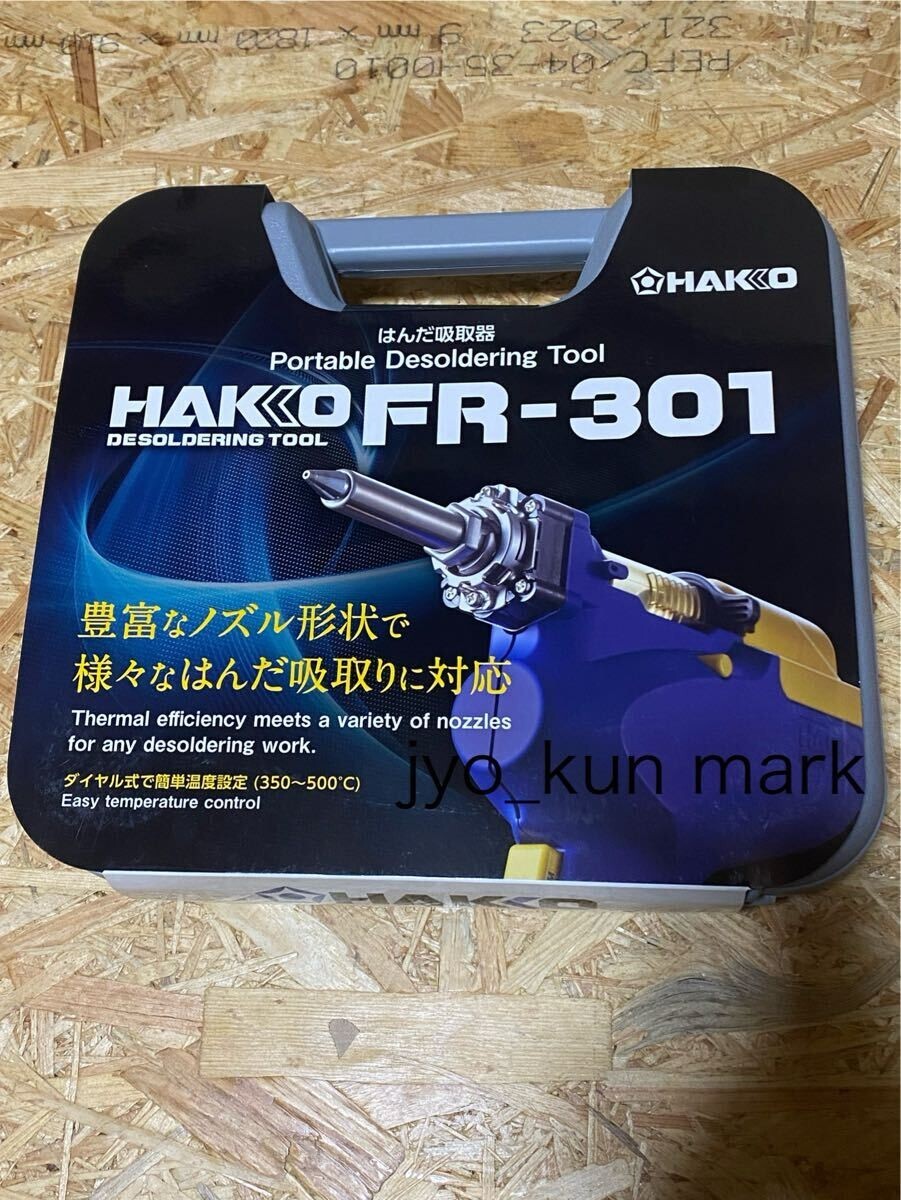 REFC/04-35H0010
321/2023 9 mm x 1820 mm x 910 mm
HAKKO
はんだ吸取器
Portable Desoldering Tool
HAKKO FR-301
DESOLDERING TOOL
豊富なノズル形状で
様々なはんだ吸取りに対応
Thermal efficiency meets a variety of nozzles
for any desoldering work.
ダイヤル式で簡単温度設定 (350～500℃)
Easy temperature control
jyo_kun mark
HAKKO